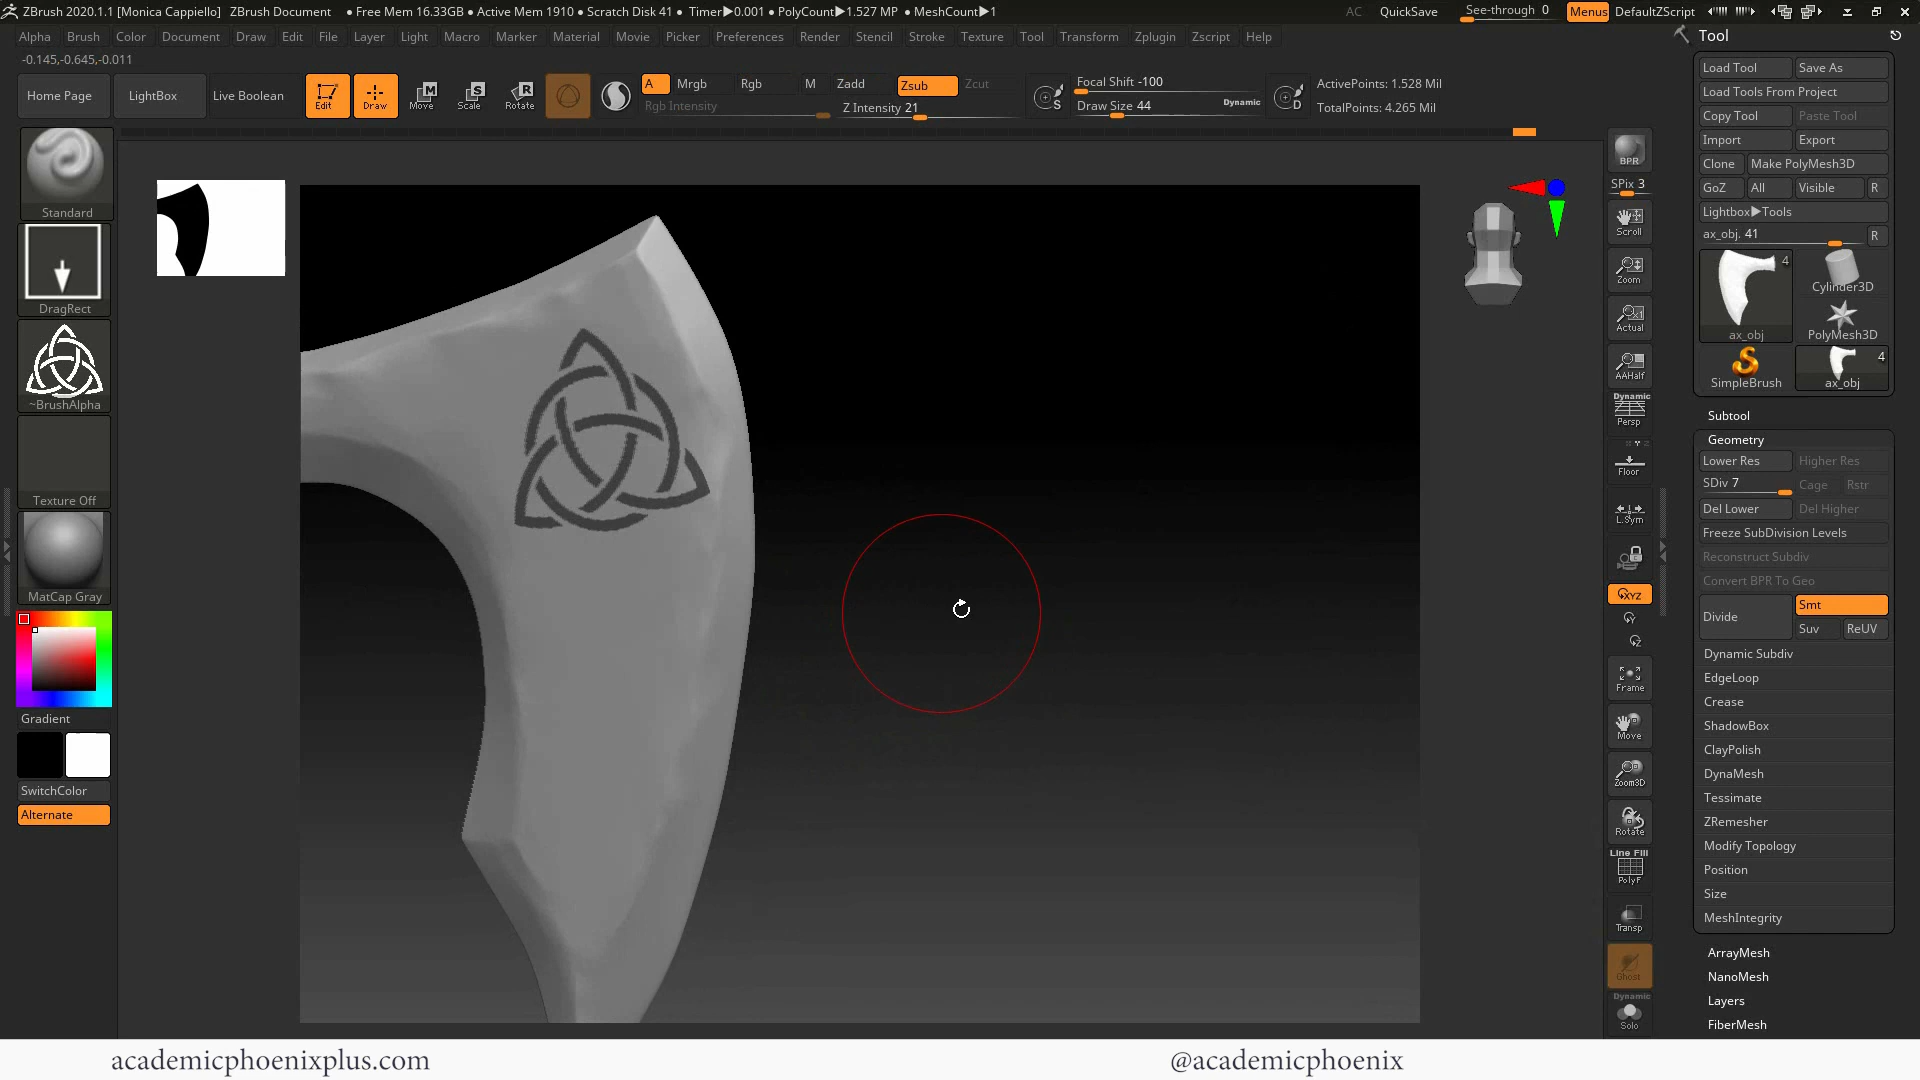 ZBrush 2020.1.1 [Monica Cappiello] ZBrush Document • Free Mem 16.33GB • Active Mem 1910 • Scratch Disk 41 • Timer▶0.001 • PolyCount▶1.527 MP • MeshCount▶1 AC QuickSave See-through 0 Menus DefaultZScript
Alpha Brush Color Document Draw Edit File Layer Light Macro Marker Material Movie Picker Preferences Render Stencil Stroke Texture Tool Transform Zplugin Zscript Help
-0.145,-0.645,-0.011
Home Page LightBox Live Boolean Edit Draw Move Scale Rotate
A Mrgb Rgb M Zadd Zsub Zcut
Rgb Intensity Z Intensity 21
Focal Shift -100
Draw Size 44 Dynamic
ActivePoints: 1.528 Mil
TotalPoints: 4.265 Mil
Standard
DragRect
~BrushAlpha
Texture Off
MatCap Gray
Gradient
SwitchColor
Alternate
BPR
SPix 3
Scroll
Zoom
Actual
AAHalf
Dynamic
Persp
Floor
L.Sym
XYZ
Frame
Move
Zoom3D
Rotate
Line Fill
PolyF
Transp
Ghost
Dynamic
Solo
Tool
Load Tool Save As
Load Tools From Project
Copy Tool Paste Tool
Import Export
Clone Make PolyMesh3D
GoZ All Visible R
Lightbox▶Tools
ax_obj. 41 R
4
Cylinder3D
ax_obj PolyMesh3D
4
SimpleBrush ax_obj
Subtool
Geometry
Lower Res Higher Res
SDiv 7 Cage Rstr
Del Lower Del Higher
Freeze SubDivision Levels
Reconstruct Subdiv
Convert BPR To Geo
Divide Smt
Suv ReUV
Dynamic Subdiv
EdgeLoop
Crease
ShadowBox
ClayPolish
DynaMesh
Tessimate
ZRemesher
Modify Topology
Position
Size
MeshIntegrity
ArrayMesh
NanoMesh
Layers
FiberMesh
academicphoenixplus.com @academicphoenix